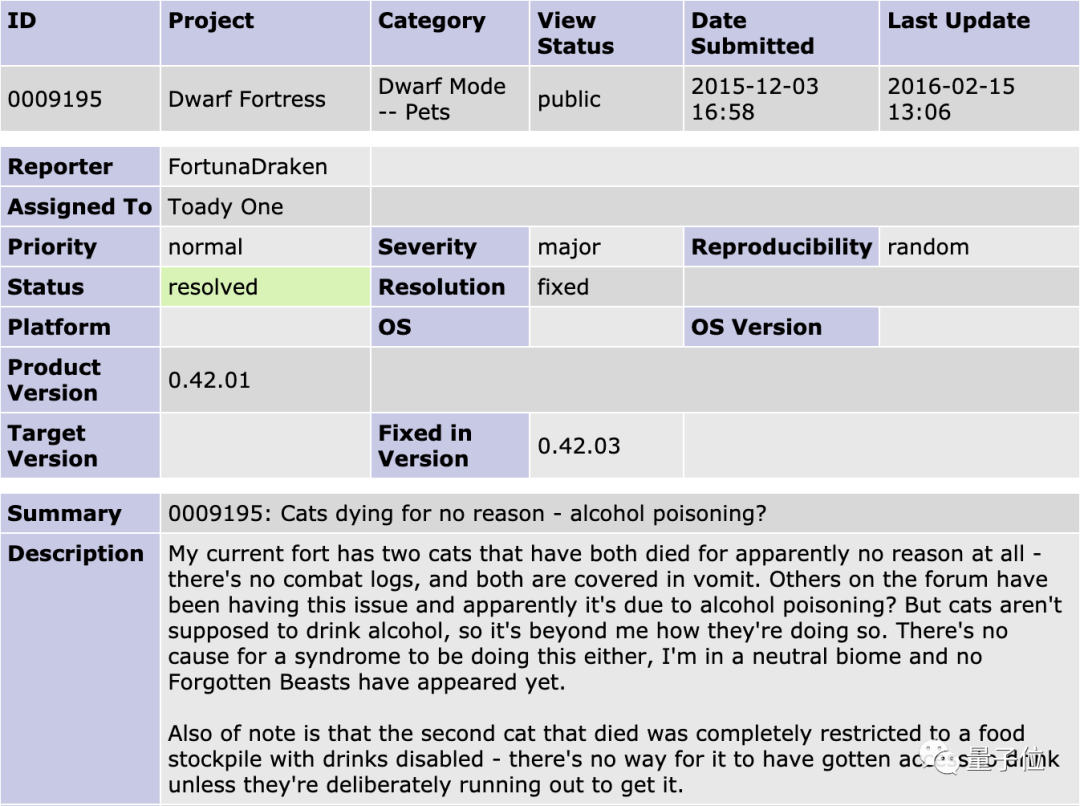 ID Project Category View Status Date Submitted Last Update
0009195 Dwarf Fortress Dwarf Mode -- Pets public 2015-12-03 16:58 2016-02-15 13:06
Reporter FortunaDraken
Assigned To Toady One
Priority normal Severity major Reproducibility random
Status resolved Resolution fixed
Platform OS OS Version
Product Version 0.42.01
Target Version Fixed in Version 0.42.03
Summary 0009195: Cats dying for no reason - alcohol poisoning?
Description My current fort has two cats that have both died for apparently no reason at all -
there's no combat logs, and both are covered in vomit. Others on the forum have
been having this issue and apparently it's due to alcohol poisoning? But cats aren't
supposed to drink alcohol, so it's beyond me how they're doing so. There's no
cause for a syndrome to be doing this either, I'm in a neutral biome and no
Forgotten Beasts have appeared yet.
Also of note is that the second cat that died was completely restricted to a food
stockpile with drinks disabled - there's no way for it to have gotten access to drink
unless they're deliberately running out to get it.
量子位